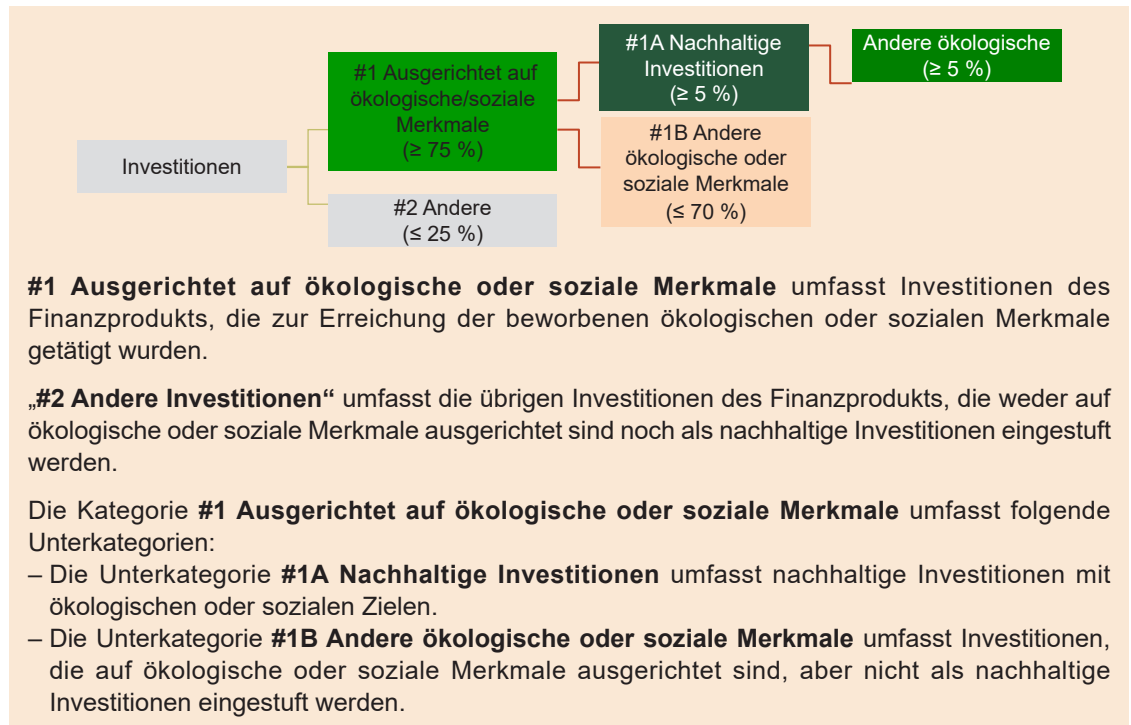 Investitionen
#1 Ausgerichtet auf
ökologische/soziale
Merkmale
(≥ 75 %)
#2 Andere
(≤ 25 %)
#1A Nachhaltige
Investitionen
(≥ 5 %)
#1B Andere
ökologische oder
soziale Merkmale
(≤ 70 %)
Andere ökologische
(≥ 5 %)
#1 Ausgerichtet auf ökologische oder soziale Merkmale umfasst Investitionen des
Finanzprodukts, die zur Erreichung der beworbenen ökologischen oder sozialen Merkmale
getätigt wurden.
„#2 Andere Investitionen“ umfasst die übrigen Investitionen des Finanzprodukts, die weder auf
ökologische oder soziale Merkmale ausgerichtet sind noch als nachhaltige Investitionen eingestuft
werden.
Die Kategorie #1 Ausgerichtet auf ökologische oder soziale Merkmale umfasst folgende
Unterkategorien:
– Die Unterkategorie #1A Nachhaltige Investitionen umfasst nachhaltige Investitionen mit
ökologischen oder sozialen Zielen.
– Die Unterkategorie #1B Andere ökologische oder soziale Merkmale umfasst Investitionen,
die auf ökologische oder soziale Merkmale ausgerichtet sind, aber nicht als nachhaltige
Investitionen eingestuft werden.